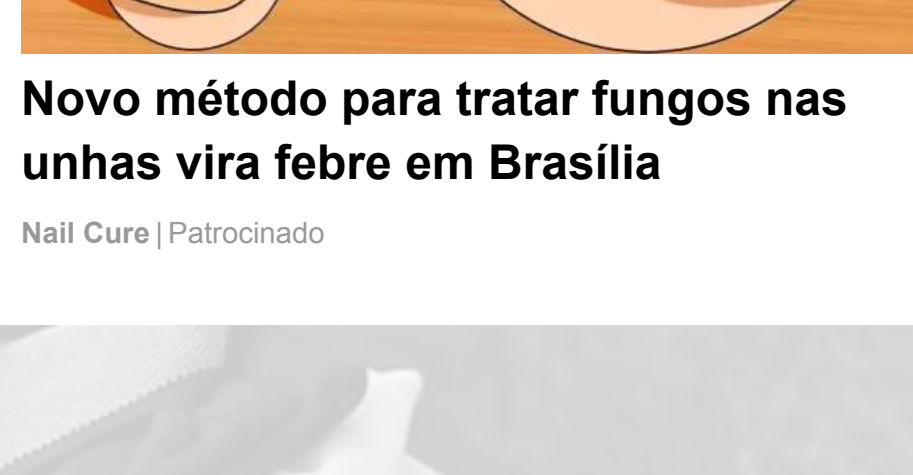 Novo método para tratar fungos nas
unhas vira febre em Brasília
Nail Cure | Patrocinado